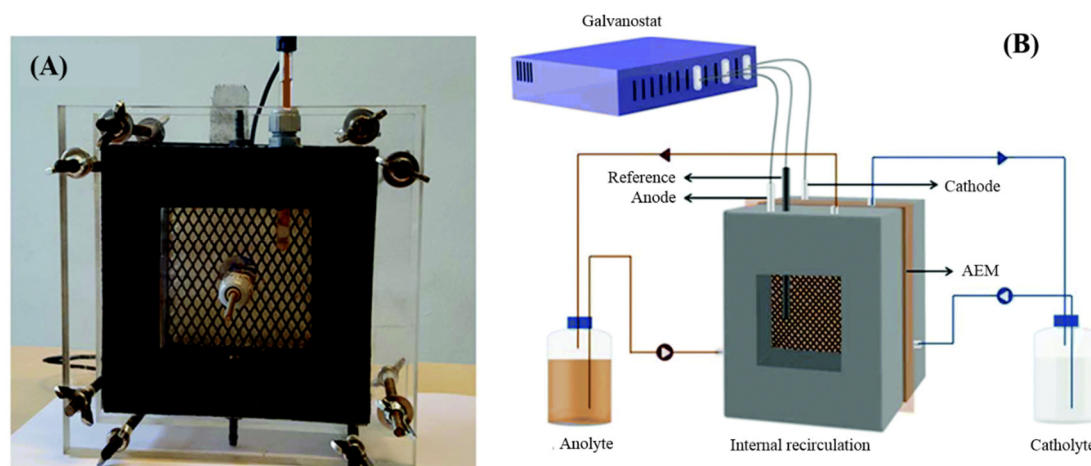 (A)
Galvanostat
(B)
Reference
Anode
Cathode
AEM
Anolyte
Internal recirculation
Catholyte